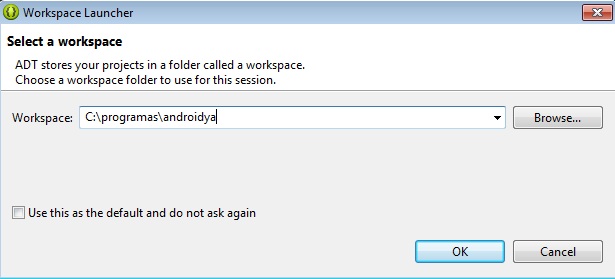 Workspace Launcher
Select a workspace
ADT stores your projects in a folder called a workspace.
Choose a workspace folder to use for this session.
Workspace: C:\programas\androidya Browse...
Use this as the default and do not ask again
OK Cancel